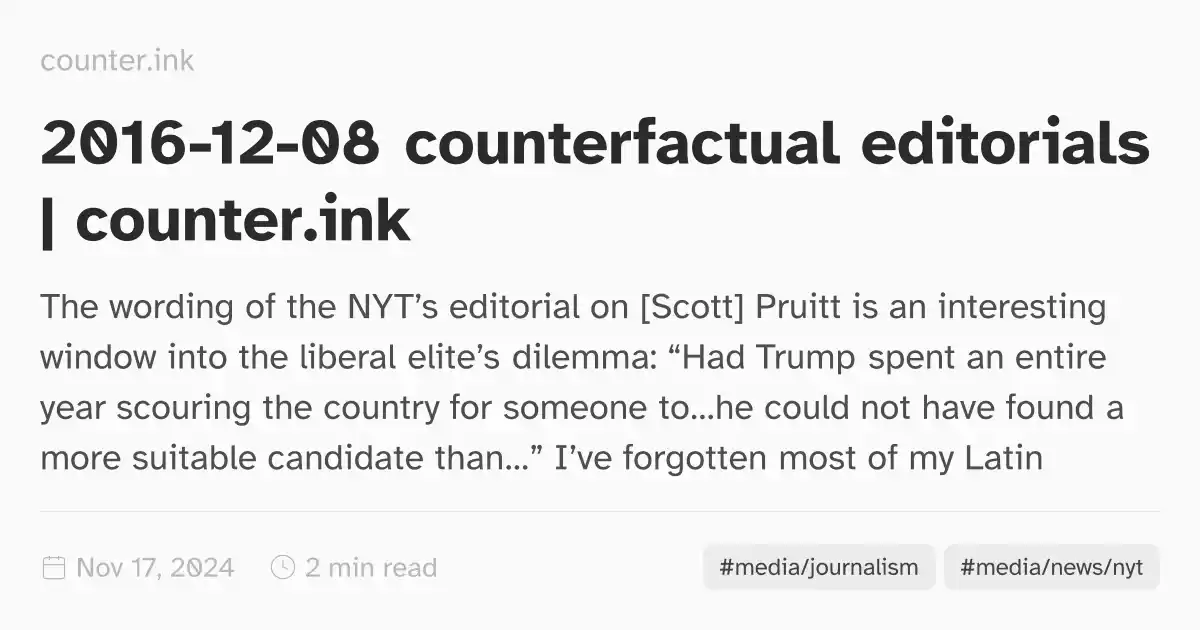 counter.ink
2016-12-08 counterfactual editorials
| counter.ink
The wording of the NYT’s editorial on [Scott] Pruitt is an interesting
window into the liberal elite’s dilemma: “Had Trump spent an entire
year scouring the country for someone to…he could not have found a
more suitable candidate than…” I’ve forgotten most of my Latin
Nov 17, 2024 2 min read #media/journalism #media/news/nyt